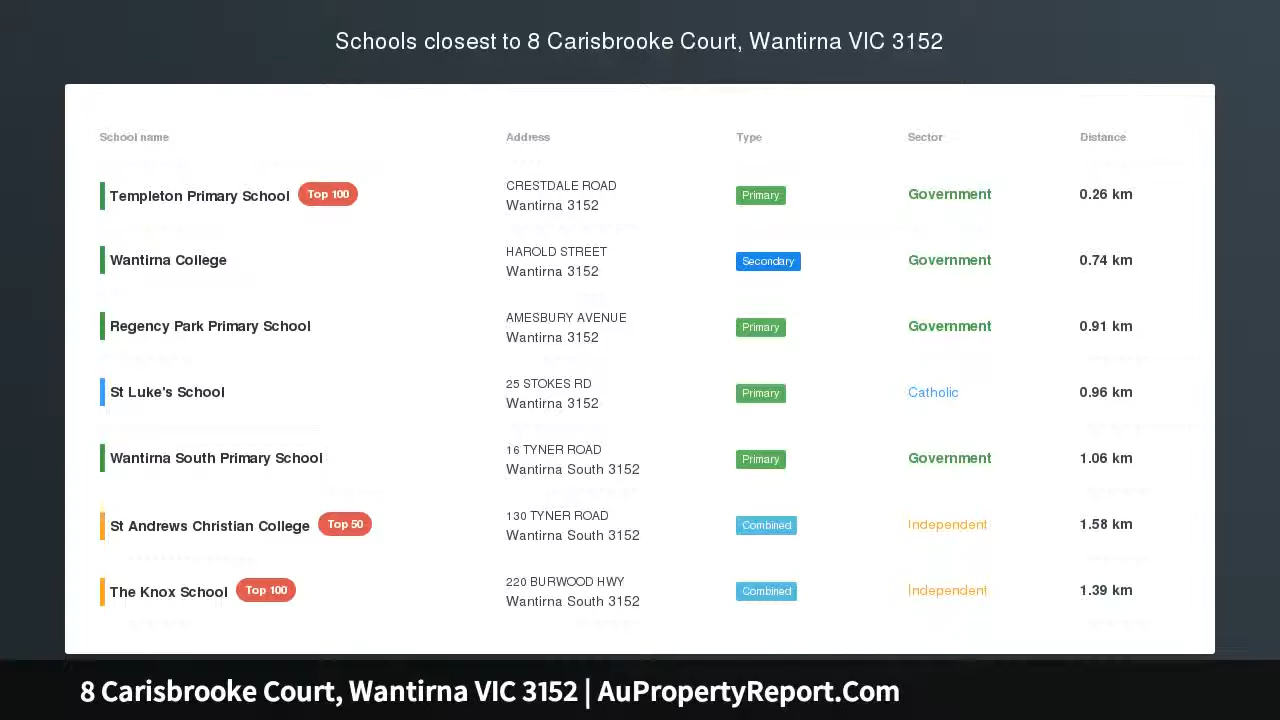 Schools closest to 8 Carisbrooke Court, Wantirna VIC 3152
School name Address Type Sector Distance
Templeton Primary School Top 100 CRESTDALE ROAD Primary Government 0.26 km
Wantirna 3152
Wantirna College HAROLD STREET Secondary Government 0.74 km
Wantirna 3152
Regency Park Primary School AMESBURY AVENUE Primary Government 0.91 km
Wantirna 3152
St Luke's School 25 STOKES RD Primary Catholic 0.96 km
Wantirna 3152
Wantirna South Primary School 16 TYNER ROAD Primary Government 1.06 km
Wantirna South 3152
St Andrews Christian College Top 50 130 TYNER ROAD Combined Independent 1.58 km
Wantirna South 3152
The Knox School Top 100 220 BURWOOD HWY Combined Independent 1.39 km
Wantirna South 3152
8 Carisbrooke Court, Wantirna VIC 3152 | AuPropertyReport.Com